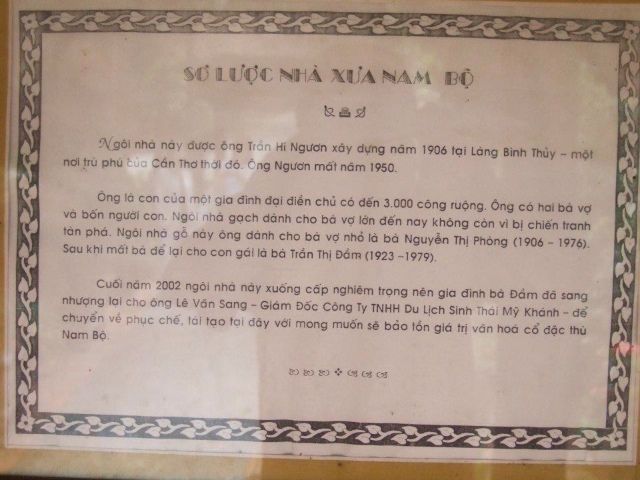 SƠ LƯỢC NHÀ XƯA NAM BỘ
Ngôi nhà này được ông Trần Hi Ngươn xây dựng năm 1906 tại Làng Bình Thủy – một
nơi trù phú của Cần Thơ thời đó. Ông Ngươn mất năm 1950.
Ông là con của một gia đình đại điền chủ có đến 3.000 công ruộng. Ông có hai bà vợ
và bốn người con. Ngôi nhà gạch dành cho bà vợ lớn đến nay không còn vì bị chiến tranh
tàn phá. Ngôi nhà gỗ này ông dành cho bà vợ nhỏ là bà Nguyễn Thị Phòng (1906 – 1976).
Sau khi mất bà để lại cho con gái là bà Trần Thị Đầm (1923 –1979).
Cuối năm 2002 ngôi nhà này xuống cấp nghiêm trọng nên gia đình bà Đầm đã sang
nhượng lại cho ông Lê Văn Sang – Giám Đốc Công Ty TNHH Du Lịch Sinh Thái Mỹ Khánh – để
chuyển về phục chế, tái tạo tại đây với mong muốn sẽ bảo tồn giá trị văn hoá cổ đặc thù
Nam Bộ.